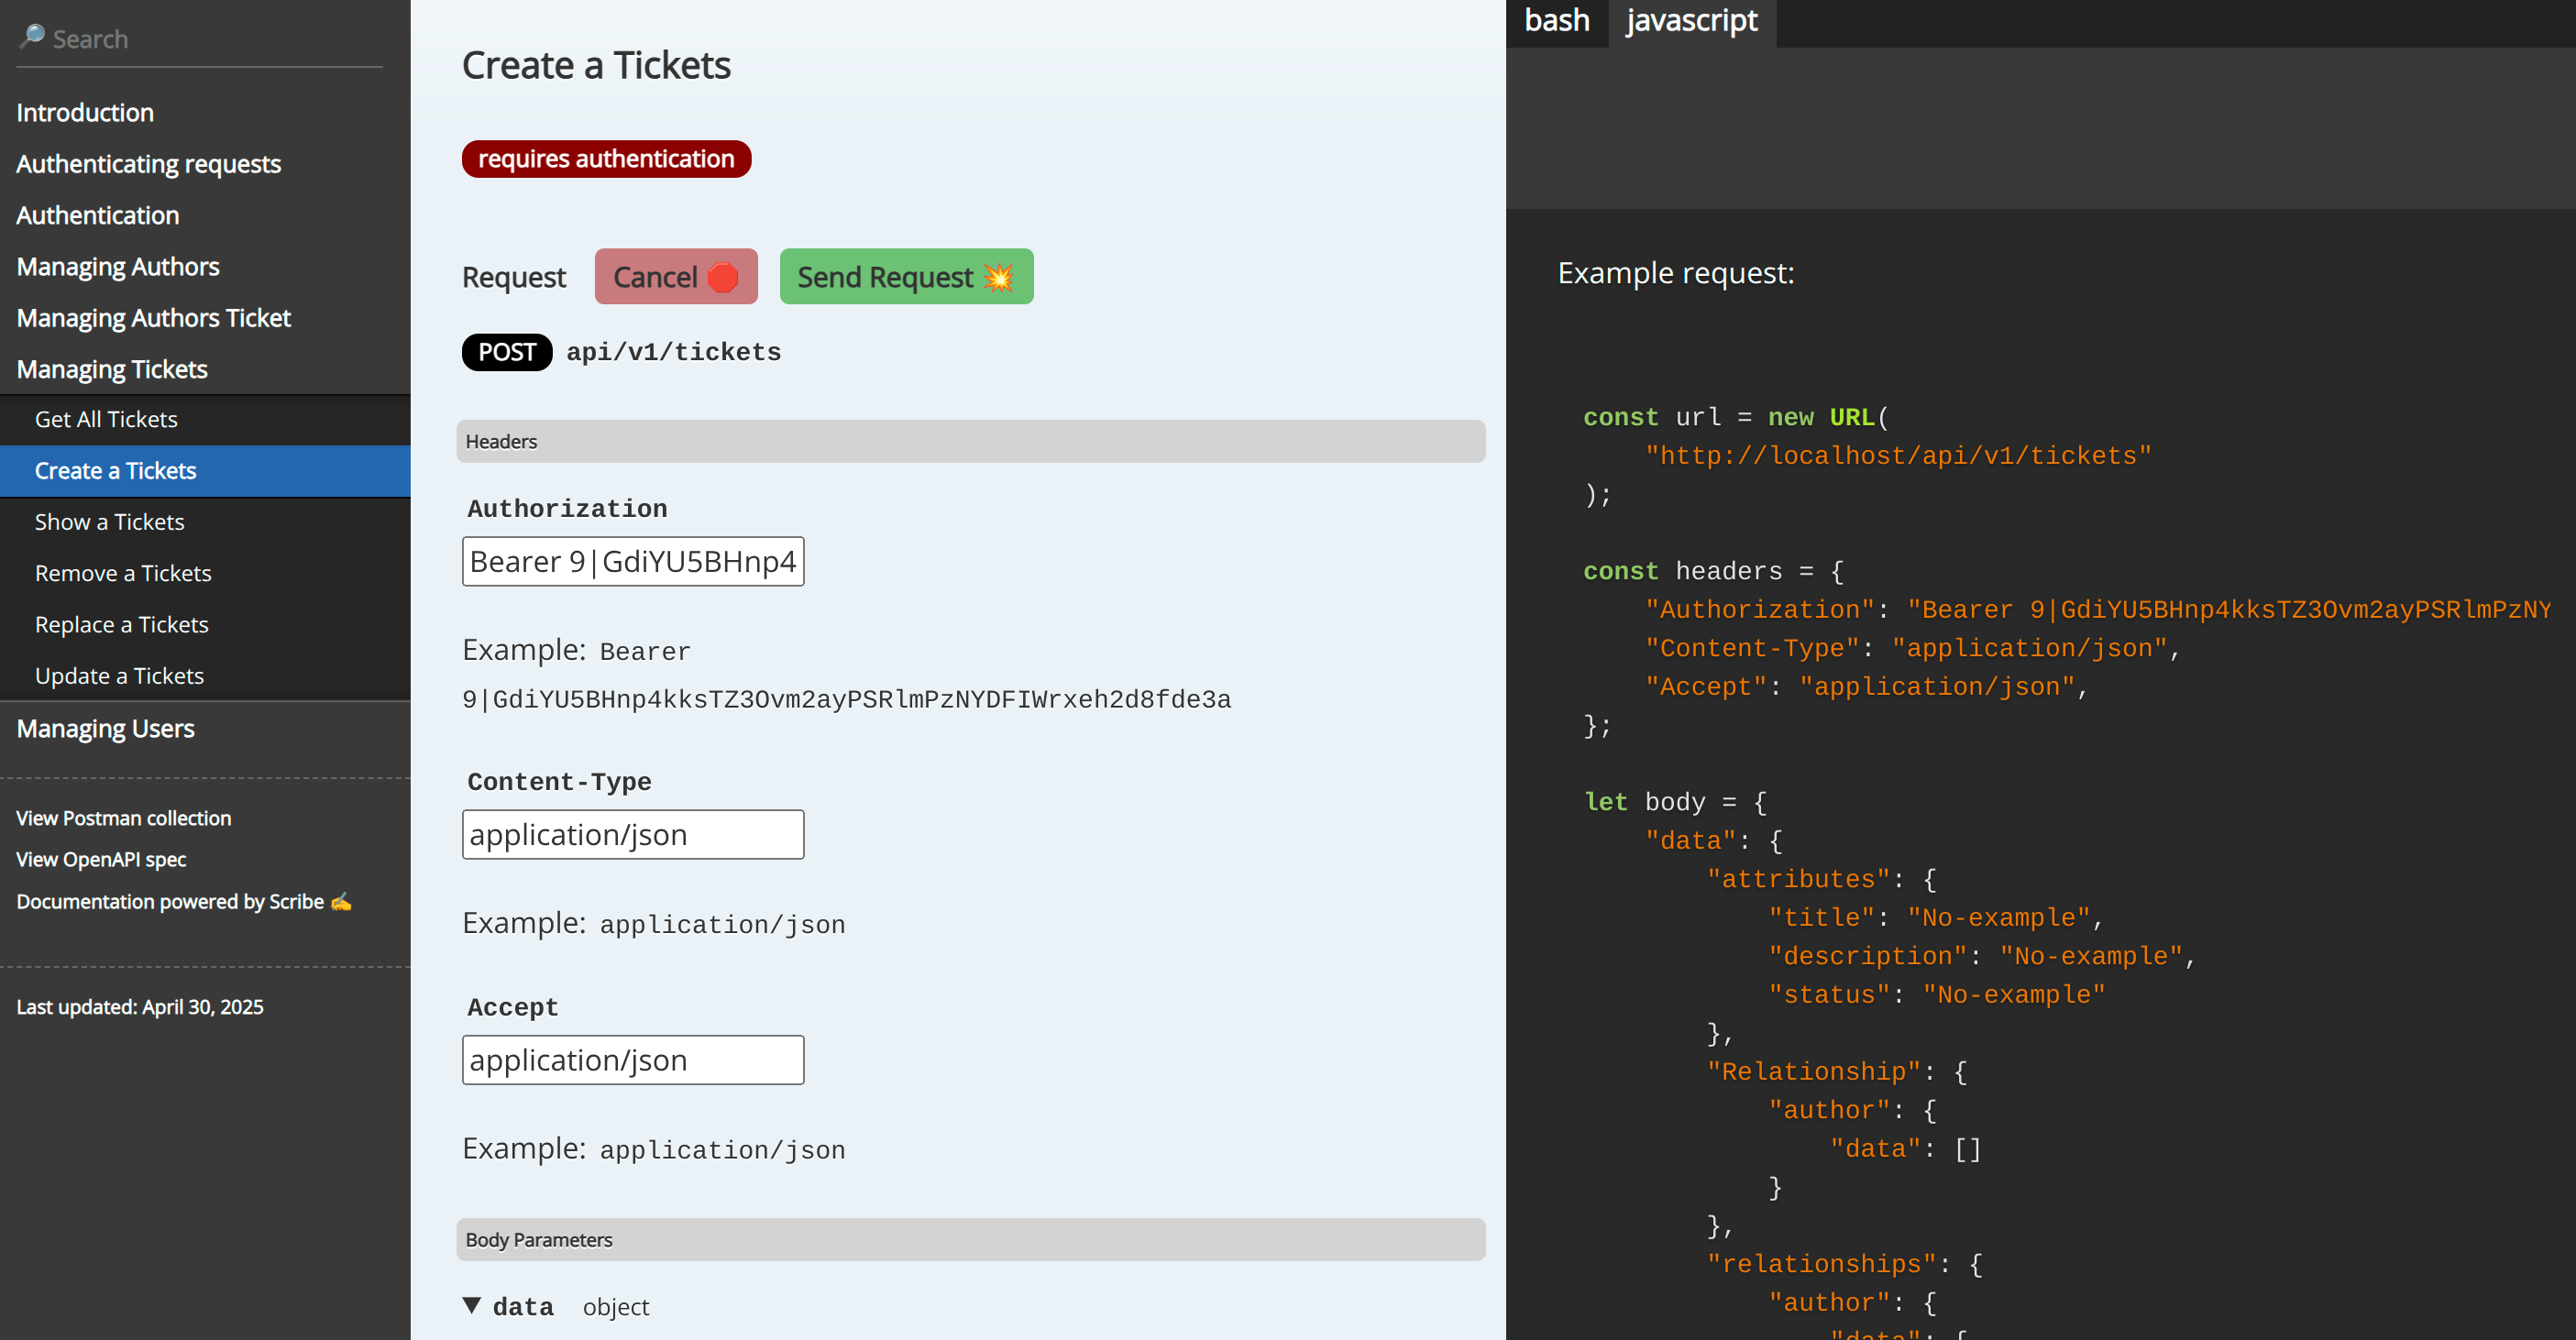 Search
Introduction
Authenticating requests
Authentication
Managing Authors
Managing Authors Ticket
Managing Tickets
Get All Tickets
Create a Tickets
Show a Tickets
Remove a Tickets
Replace a Tickets
Update a Tickets
Managing Users
View Postman collection
View OpenAPI spec
Documentation powered by Scribe ✍
Last updated: April 30, 2025
Create a Tickets
requires authentication
Request Cancel 🛑 Send Request 💥
POST api/v1/tickets
Headers
Authorization
Bearer 9|GdiYU5BHnp4
Example: Bearer
9|GdiYU5BHnp4kksTZ3Ovm2ayPSRlmPzNYDFIWrxeh2d8fde3a
Content-Type
application/json
Example: application/json
Accept
application/json
Example: application/json
Body Parameters
data object
bash javascript
Example request:
const url = new URL(
"http://localhost/api/v1/tickets"
);
const headers = {
"Authorization": "Bearer 9|GdiYU5BHnp4kksTZ3Ovm2ayPSRlmPzNY
"Content-Type": "application/json",
"Accept": "application/json",
};
let body = {
"data": {
"attributes": {
"title": "No-example",
"description": "No-example",
"status": "No-example"
},
"Relationship": {
"author": {
"data": []
}
},
"relationships": {
"author": {
"data": {